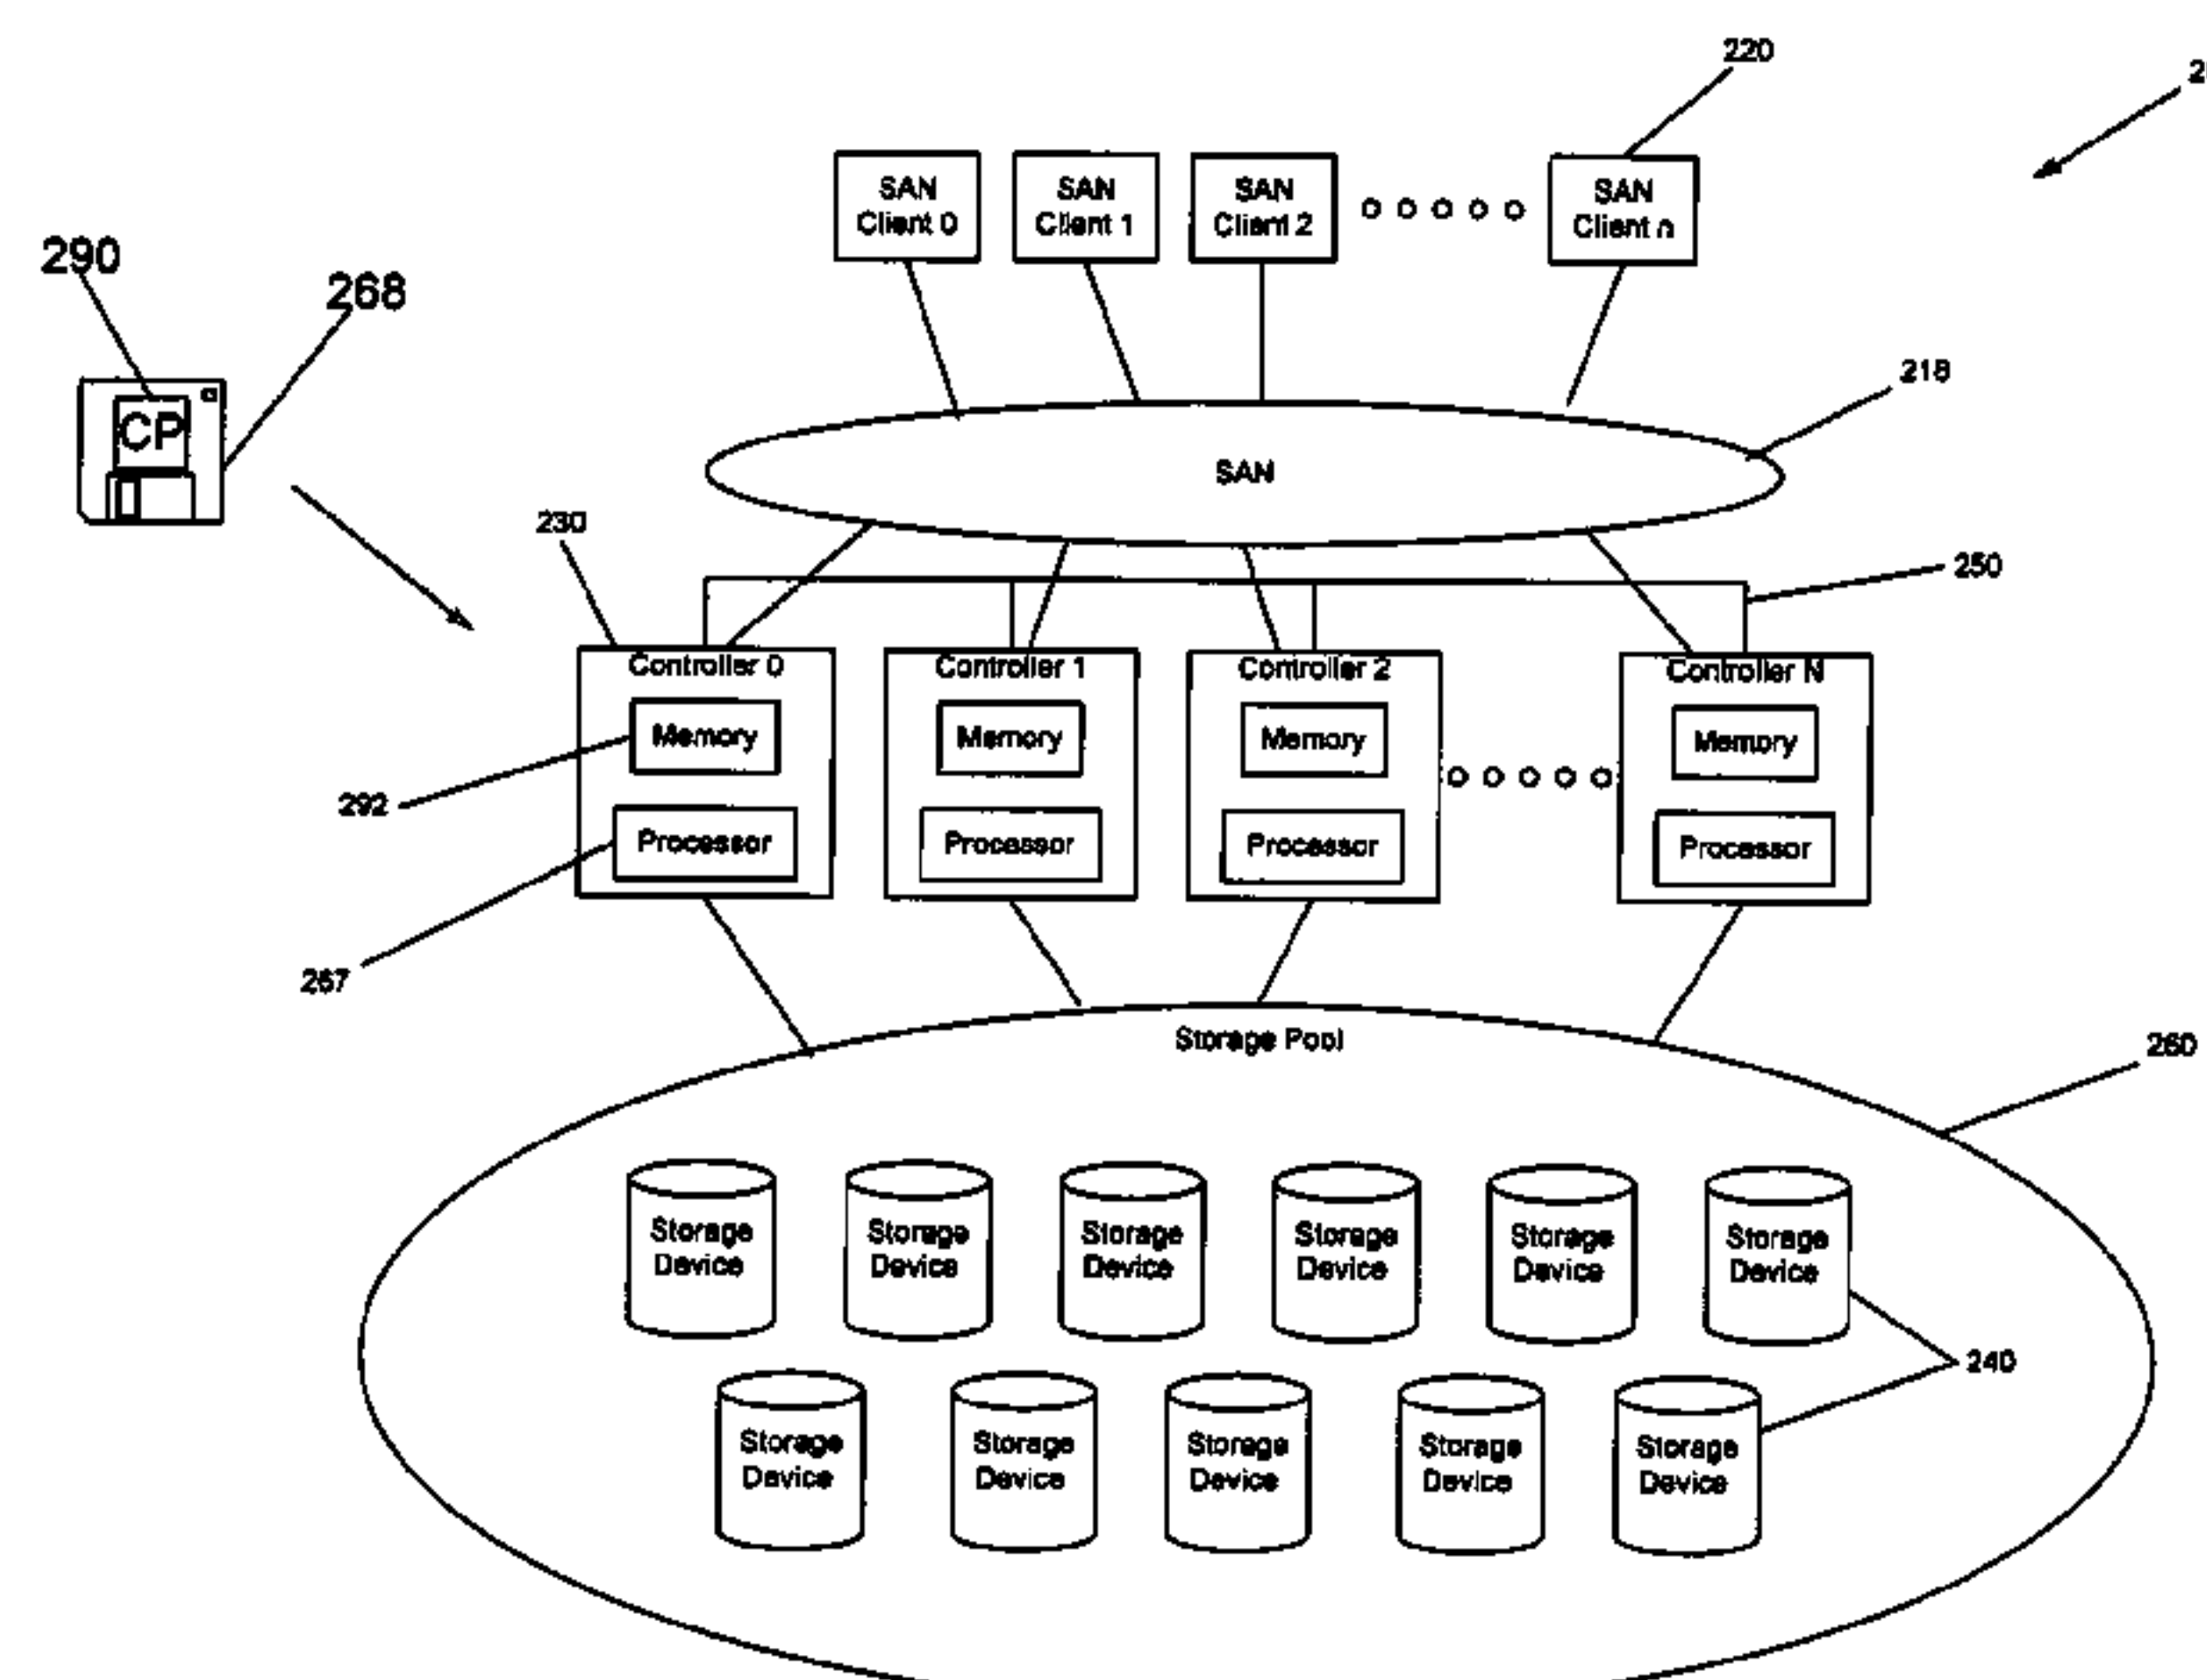 220
SAN
Client 0
SAN
Client 1
SAN
Client 2
SAN
Client n
290
268
CP
218
SAN
230
250
Controller 0
Controller 1
Controller 2
Controller N
Memory
Memory
Memory
Memory
292
Processor
Processor
Processor
Processor
267
Storage Pool
260
Storage
Device
Storage
Device
Storage
Device
Storage
Device
Storage
Device
Storage
Device
240
Storage
Device
Storage
Device
Storage
Device
Storage
Device
Storage
Device